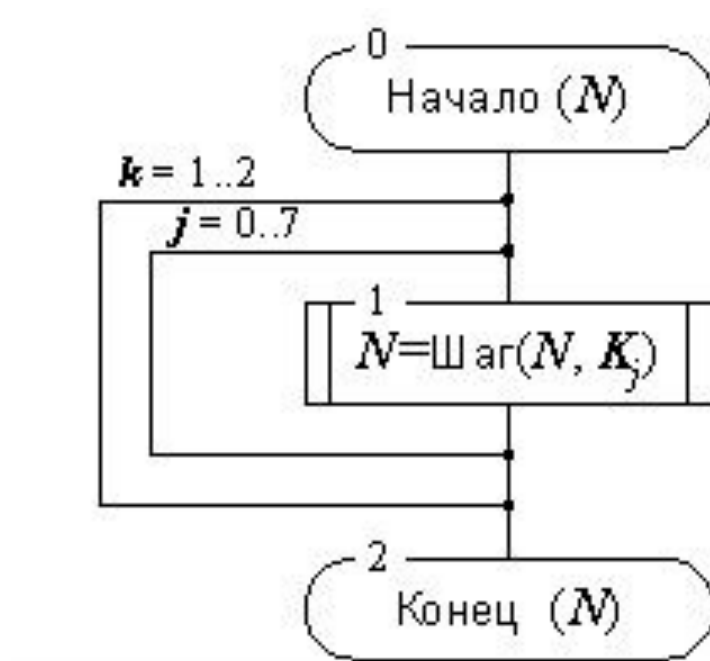 0
Начало (N)
k = 1..2
j = 0..7
1
N=Шаг(N, Kj)
2
Конец (N)